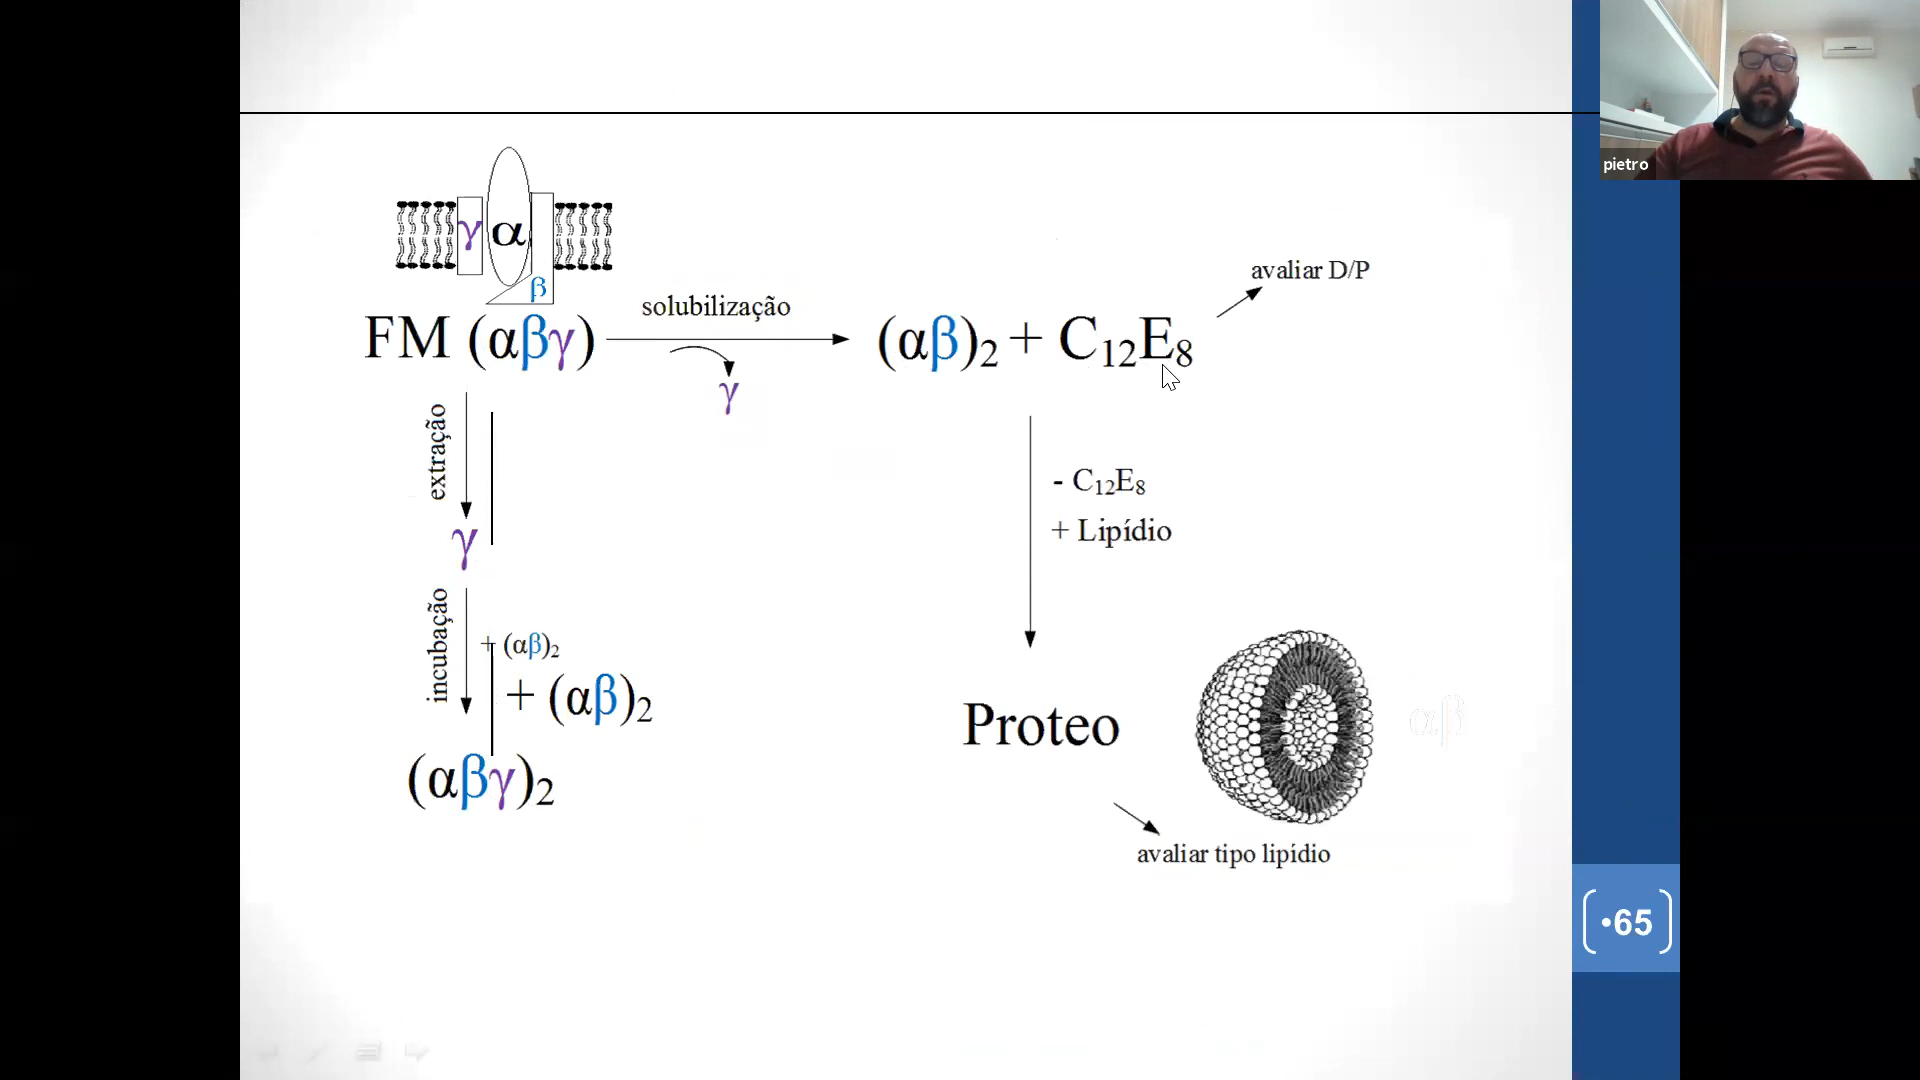 pietro
γ α
β
FM (αβγ)
solubilização
γ
(αβ)₂ + C₁₂E₈
avaliar D/P
extração
γ
- C₁₂E₈
+ Lipídio
incubação
+ (αβ)₂
+ (αβ)₂
(αβγ)₂
Proteo
αβ
avaliar tipo lipídio
•65